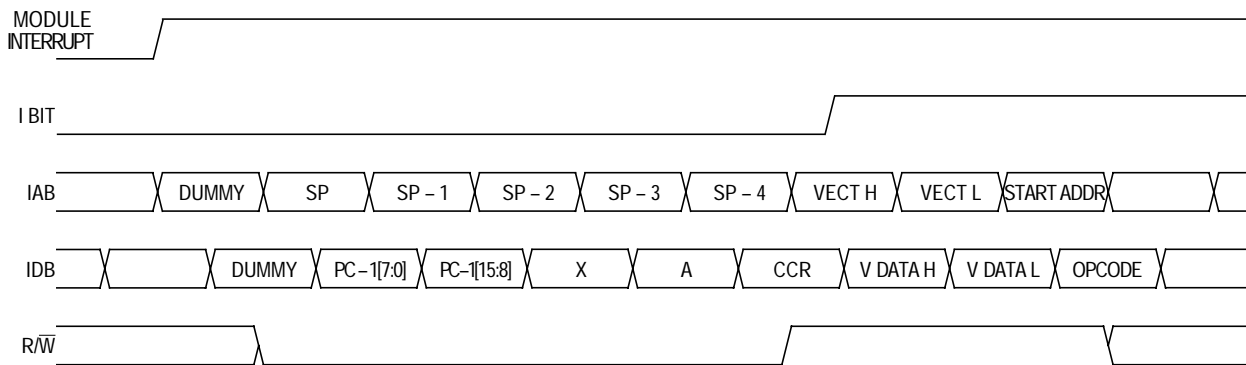 MODULE
INTERRUPT
I BIT
IAB DUMMY SP SP – 1 SP – 2 SP – 3 SP – 4 VECT H VECT L START ADDR
IDB DUMMY PC – 1[7:0] PC–1[15:8] X A CCR V DATA H V DATA L OPCODE
R/W̅